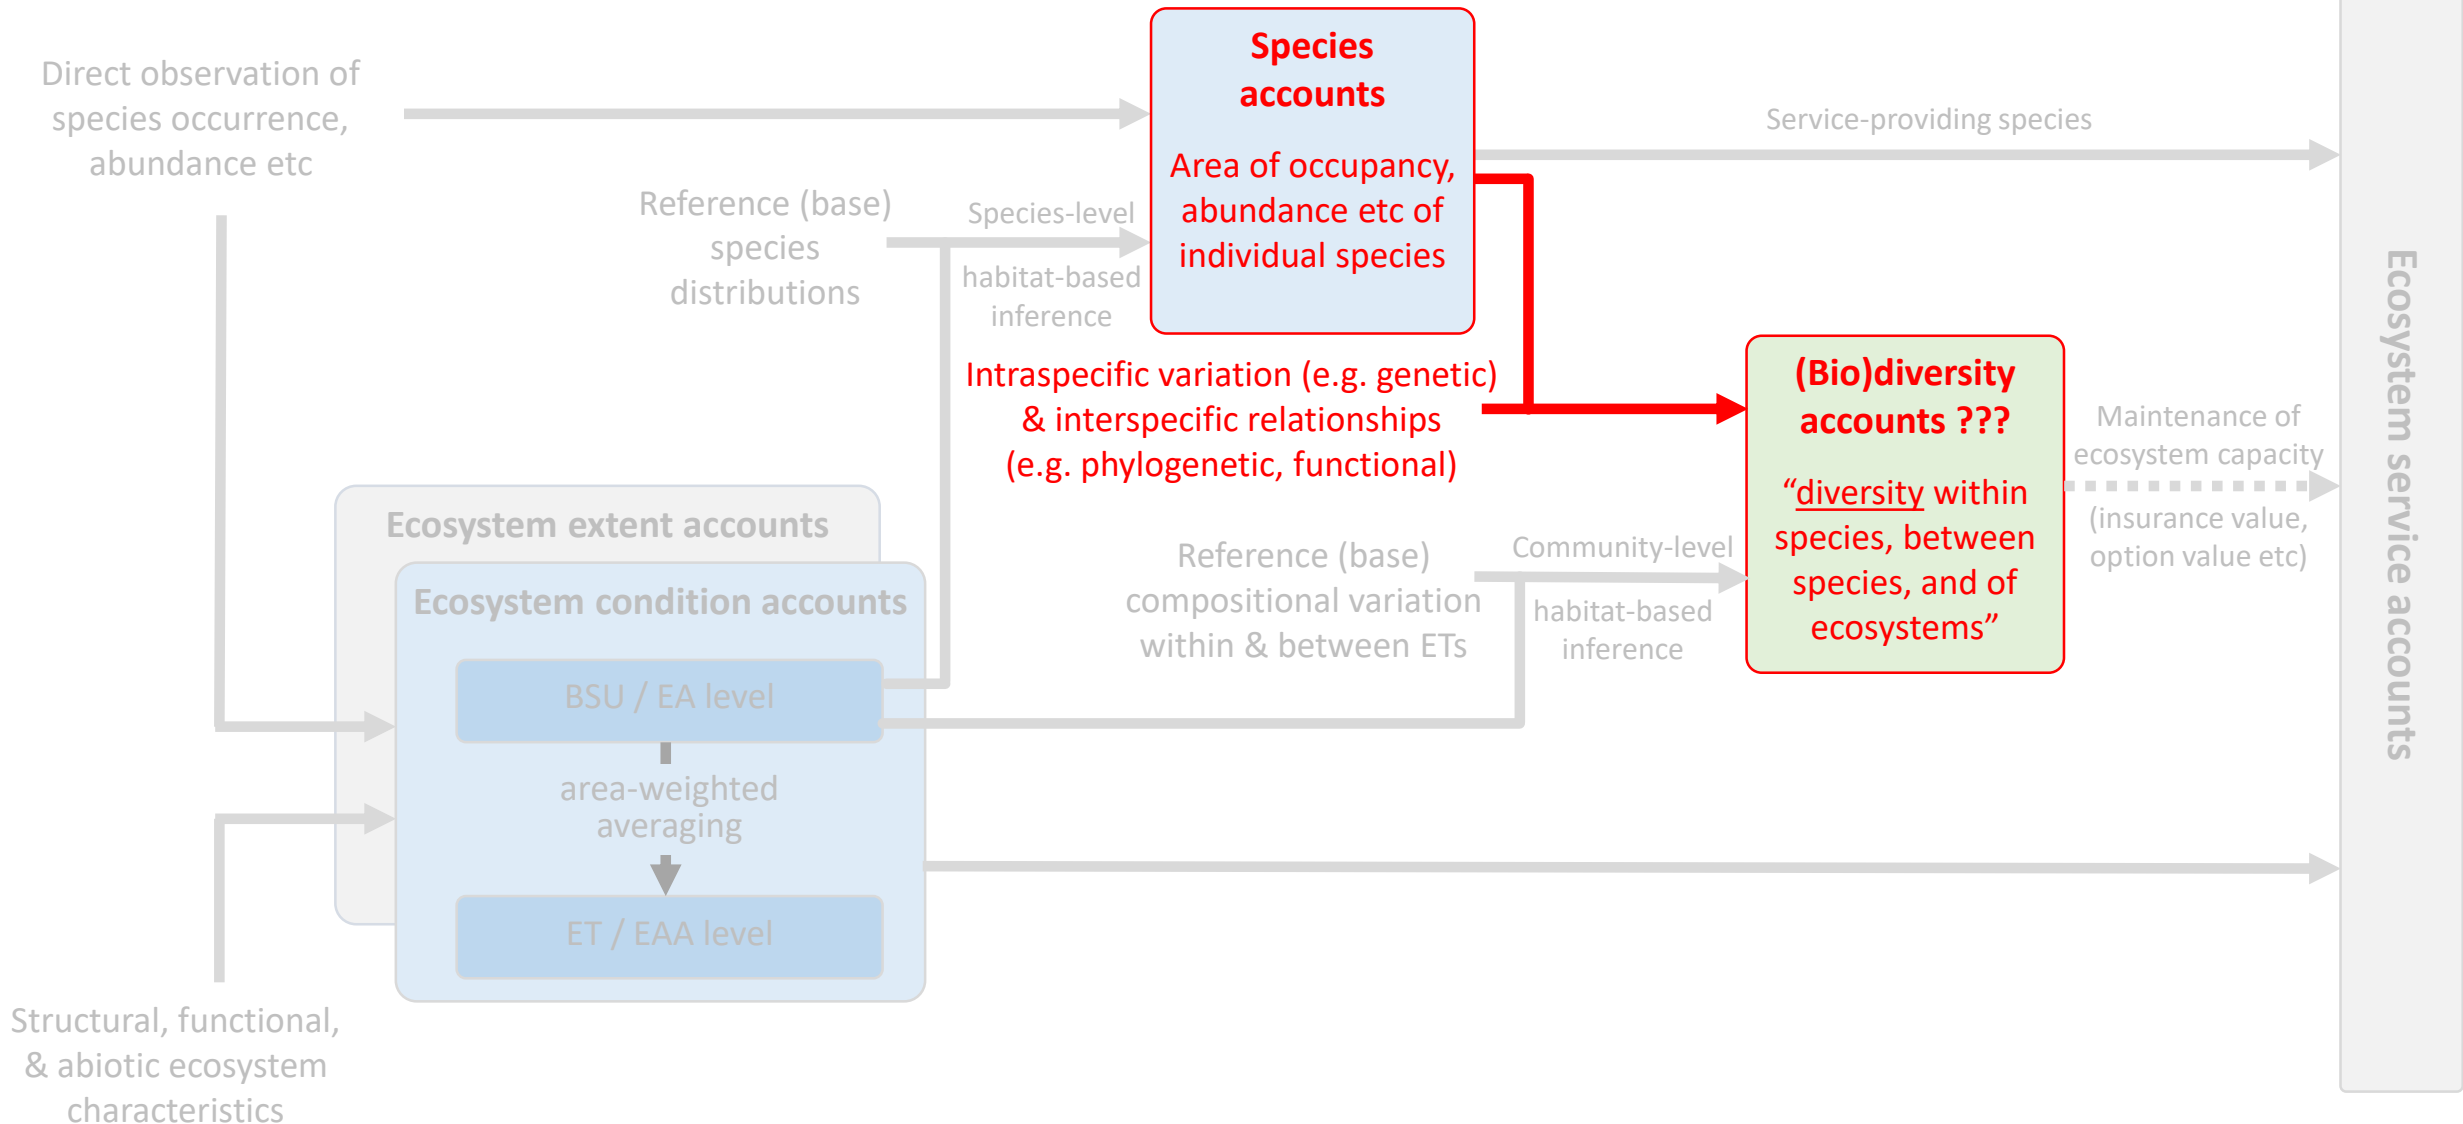 Direct observation of
species occurrence,
abundance etc
Species
accounts
Area of occupancy,
abundance etc of
individual species
Service-providing species
Reference (base)
species
distributions
Species-level
habitat-based
inference
Intraspecific variation (e.g. genetic)
& interspecific relationships
(e.g. phylogenetic, functional)
(Bio)diversity
accounts ???
“diversity within
species, between
species, and of
ecosystems”
Maintenance of
ecosystem capacity
(insurance value,
option value etc)
Ecosystem service accounts
Ecosystem extent accounts
Ecosystem condition accounts
BSU / EA level
area-weighted
averaging
ET / EAA level
Reference (base)
compositional variation
within & between ETs
Community-level
habitat-based
inference
Structural, functional,
& abiotic ecosystem
characteristics